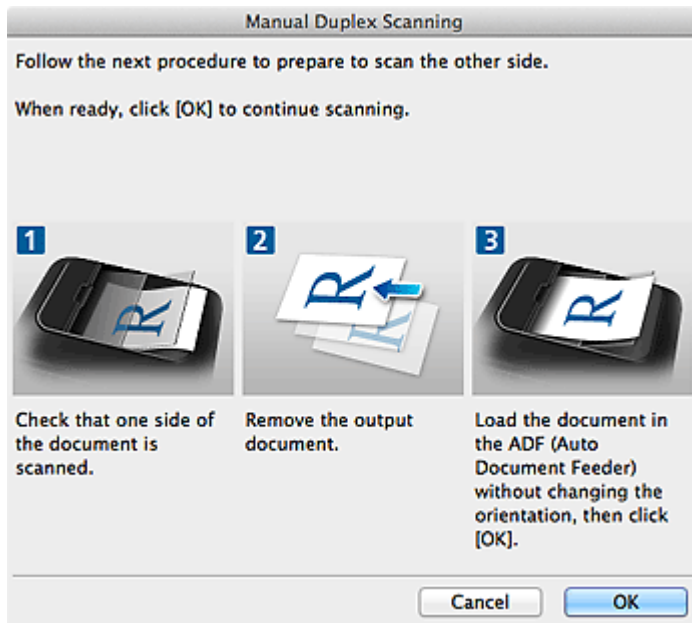 Manual Duplex Scanning
Follow the next procedure to prepare to scan the other side.
When ready, click [OK] to continue scanning.
1
R
Check that one side of
the document is
scanned.
2
R
R
Remove the output
document.
3
R
Load the document in
the ADF (Auto
Document Feeder)
without changing the
orientation, then click
[OK].
Cancel
OK